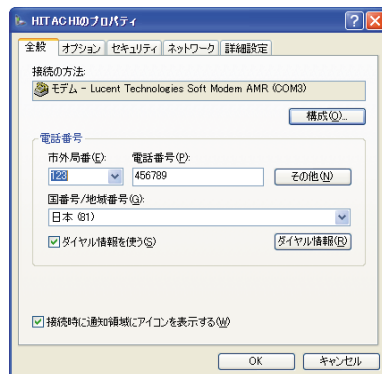 HITACHIのプロパティ
全般 オプション セキュリティ ネットワーク 詳細設定
接続の方法:
モデム - Lucent Technologies Soft Modem AMR (COM3)
構成(O)...
電話番号
市外局番(E): 電話番号(P):
123 456789 その他(N)
国番号/地域番号(G):
日本 (81)
ダイヤル情報を使う(S) ダイヤル情報(R)
接続時に通知領域にアイコンを表示する(W)
OK キャンセル